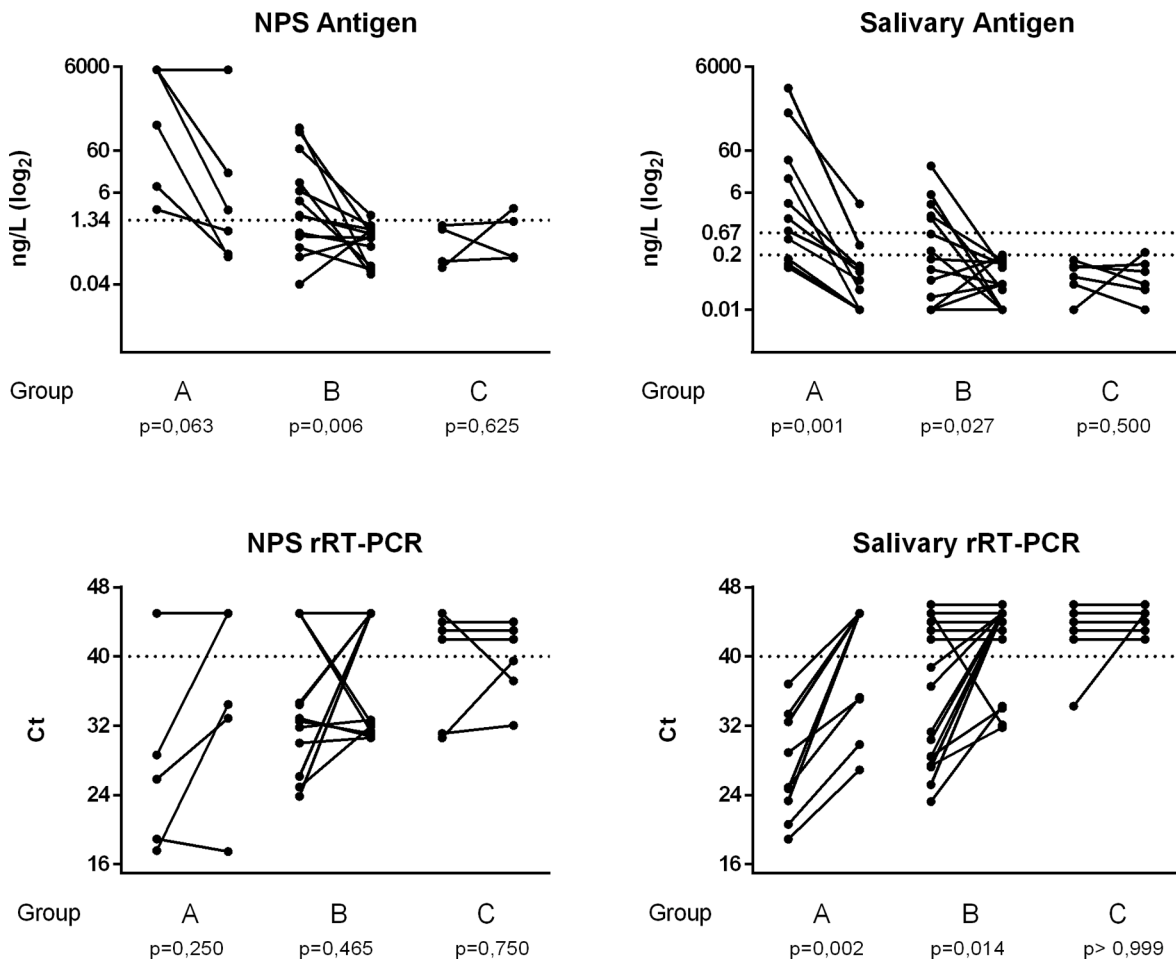 NPS Antigen
ng/L (log2)
6000
60
6
1.34
0.04
Group A B C
p=0,063 p=0,006 p=0,625
Salivary Antigen
ng/L (log2)
6000
60
6
0.67
0.2
0.01
A B C
p=0,001 p=0,027 p=0,500
NPS rRT-PCR
Ct
48
40
32
24
16
Group A B C
p=0,250 p=0,465 p=0,750
Salivary rRT-PCR
Ct
48
40
32
24
16
Group A B C
p=0,002 p=0,014 p> 0,999